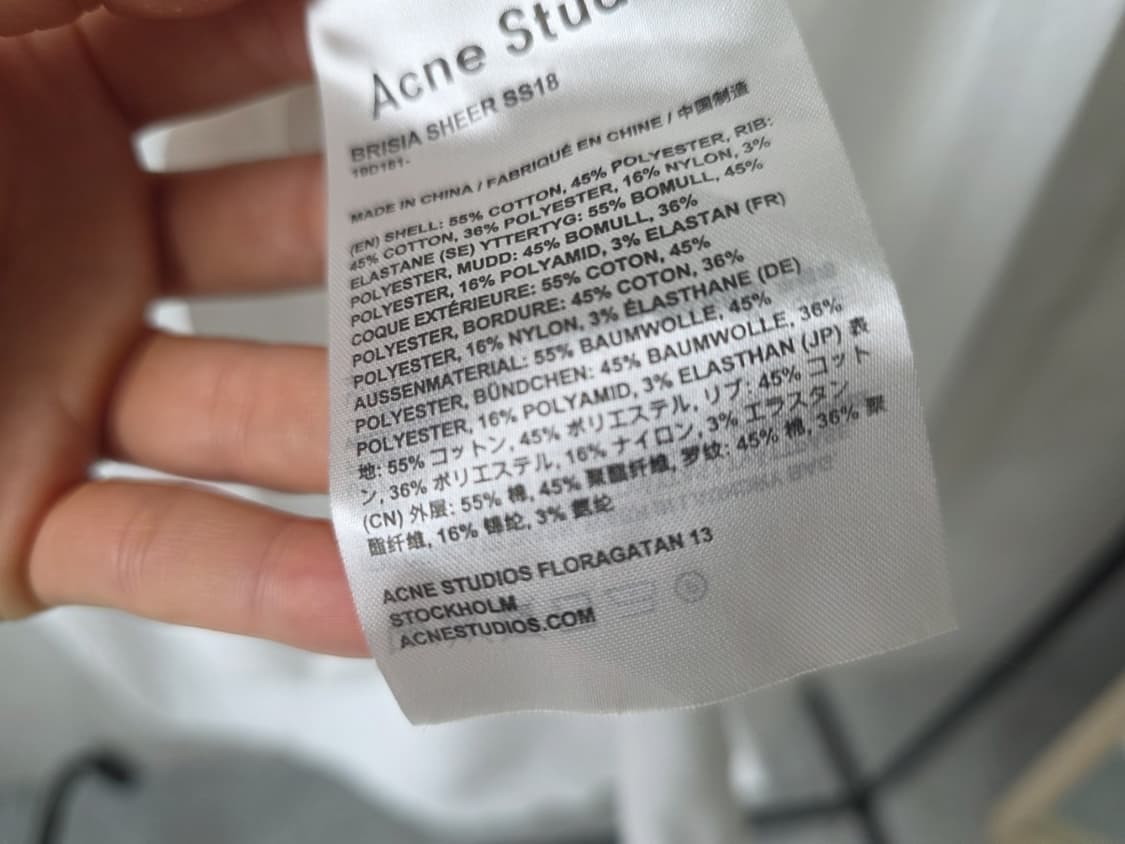 Acne Stud
BRISIA SHEER SS18
19D181-
MADE IN CHINA / FABRIQUÉ EN CHINE / 中国制造
(EN) SHELL: 55% COTTON, 45% POLYESTER, RIB:
45% COTTON, 36% POLYESTER, 16% NYLON, 3%
ELASTANE (SE) YTTERTYG: 55% BOMULL, 45%
POLYESTER, MUDD: 45% BOMULL, 36%
POLYESTER, 16% POLYAMID, 3% ELASTAN (FR)
COQUE EXTÉRIEURE: 55% COTON, 45%
POLYESTER, BORDURE: 45% COTON, 36%
POLYESTER, 16% NYLON, 3% ÉLASTHANE (DE)
AUSSENMATERIAL: 55% BAUMWOLLE, 45%
POLYESTER, BÜNDCHEN: 45% BAUMWOLLE, 36%
POLYESTER, 16% POLYAMID, 3% ELASTHAN (JP) 表
地: 55% コットン, 45% ポリエステル, リブ: 45% コット
ン, 36% ポリエステル, 16% ナイロン, 3% エラスタン
(CN) 外层: 55% 棉, 45% 聚酯纤维, 罗纹: 45% 棉, 36% 聚
酯纤维, 16% 锦纶, 3% 氨纶
ACNE STUDIOS FLORAGATAN 13
STOCKHOLM
ACNESTUDIOS.COM